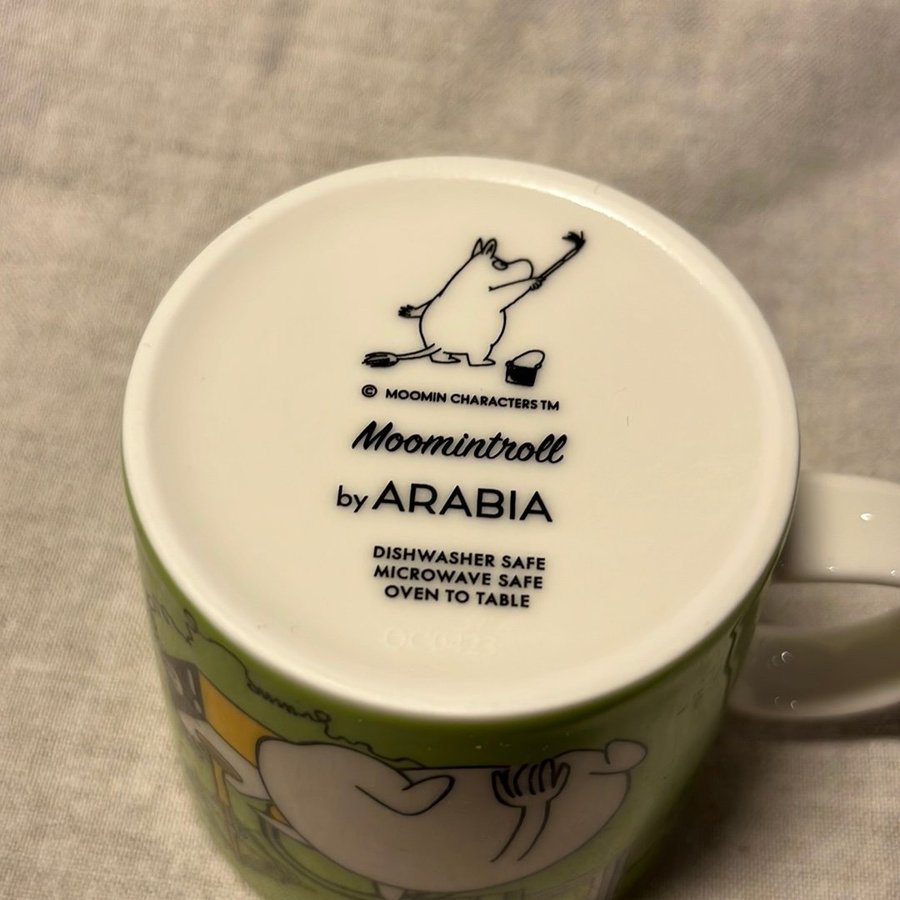 © MOOMIN CHARACTERS TM
Moomintroll
by ARABIA
DISHWASHER SAFE
MICROWAVE SAFE
OVEN TO TABLE